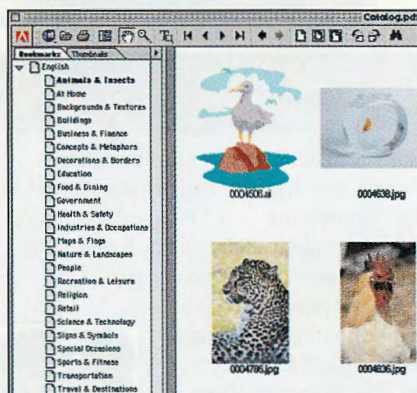 Catalog.pd
Bookmarks Thumbnails
English
Animals & Insects
At Home
Backgrounds & Textures
Buildings
Business & Finance
Concepts & Metaphors
Decorations & Borders
Education
Food & Dining
Government
Health & Safety
Industries & Occupations
Maps & Flags
Nature & Landscapes
People
Recreation & Leisure
Religion
Retail
Science & Technology
Signs & Symbols
Special Occasions
Sports & Fitness
Transportation
Travel & Destinations
0004506.ai
0004638.jpg
0004786.jpg
0004836.jpg